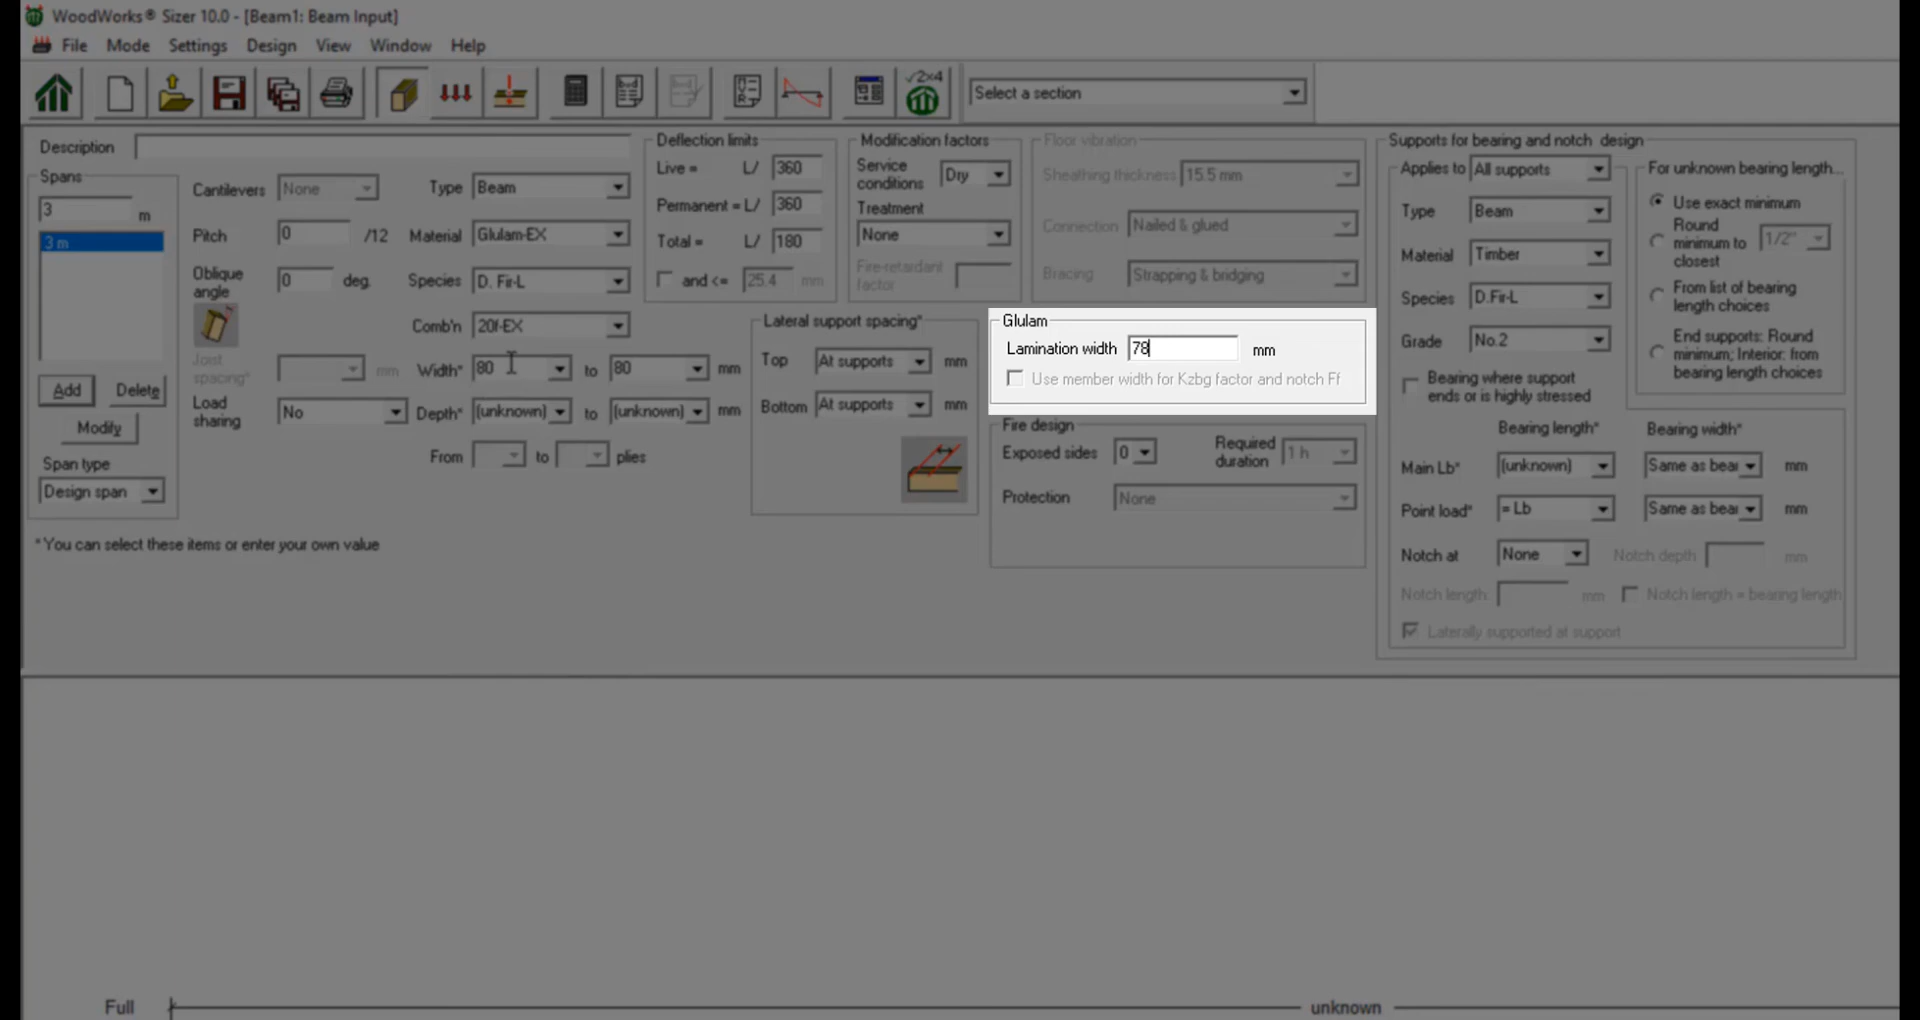 WoodWorks® Sizer 10.0 - [Beam1: Beam Input]
File Mode Settings Design View Window Help
√2×4
Select a section
Description
Spans
3 m
3 m
Add Delete
Modify
Span type
Design span
Cantilevers None
Pitch 0 /12
Oblique angle 0 deg.
Joist spacing* mm
Load sharing No
Type Beam
Material Glulam-EX
Species D. Fir-L
Comb'n 20f-EX
Width* 80 to 80 mm
Depth* (unknown) to (unknown) mm
From to plies
* You can select these items or enter your own value
Deflection limits
Live = L/ 360
Permanent = L/ 360
Total = L/ 180
and <= 25.4 mm
Modification factors
Service conditions Dry
Treatment
None
Fire-retardant factor
Lateral support spacing*
Top At supports mm
Bottom At supports mm
Floor vibration
Sheathing thickness 15.5 mm
Connection Nailed & glued
Bracing Strapping & bridging
Glulam
Lamination width 78 mm
Use member width for Kzbg factor and notch Ff
Fire design
Exposed sides 0 Required duration 1 h
Protection None
Supports for bearing and notch design
Applies to All supports
Type Beam
Material Timber
Species D.Fir-L
Grade No.2
Bearing where support ends or is highly stressed
For unknown bearing length...
Use exact minimum
Round minimum to closest 1/2"
From list of bearing length choices
End supports: Round minimum; Interior: from bearing length choices
Bearing length* Bearing width*
Main Lb* (unknown) Same as bear mm
Point load* = Lb Same as bear mm
Notch at None Notch depth mm
Notch length: mm Notch length = bearing length
Laterally supported at support
Full unknown